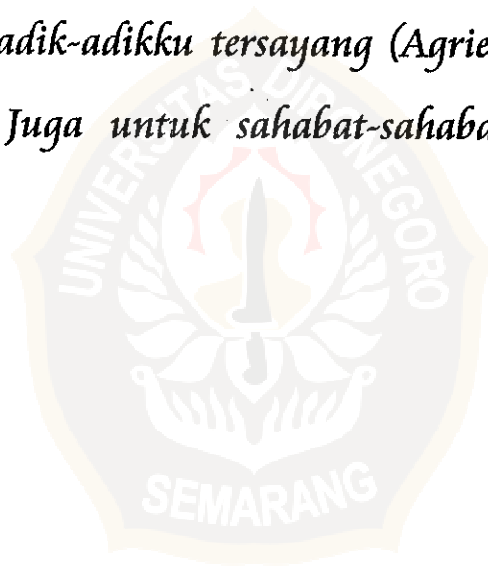 adik-adikku tersayang (Agrie
Juga untuk sahabat-sahaba
UNIVERSITAS DIPONEGORO
SEMARANG